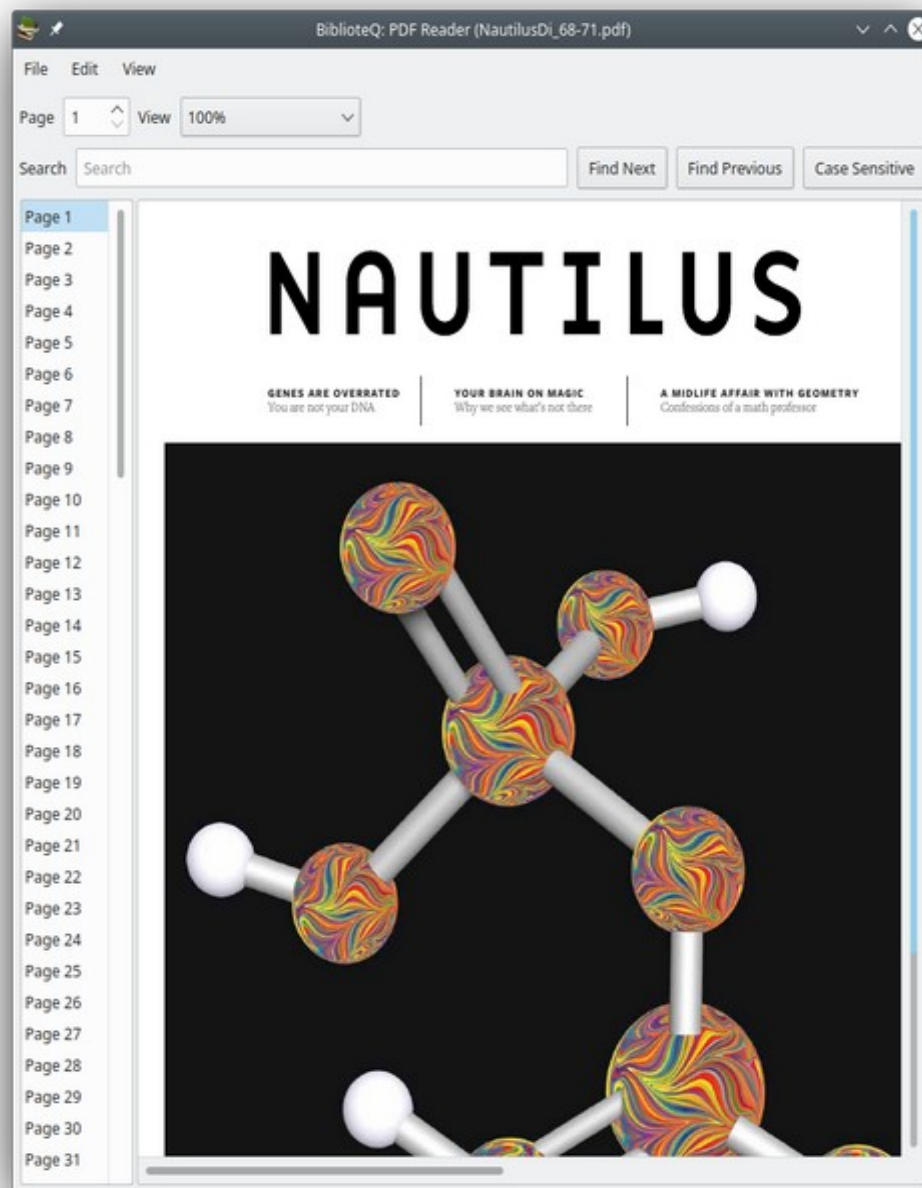 BiblioteQ: PDF Reader (NautilusDi_68-71.pdf)
File Edit View
Page 1 View 100%
Search Search Find Next Find Previous Case Sensitive
Page 1
Page 2
Page 3
Page 4
Page 5
Page 6
Page 7
Page 8
Page 9
Page 10
Page 11
Page 12
Page 13
Page 14
Page 15
Page 16
Page 17
Page 18
Page 19
Page 20
Page 21
Page 22
Page 23
Page 24
Page 25
Page 26
Page 27
Page 28
Page 29
Page 30
Page 31
NAUTILUS
GENES ARE OVERRATED
You are not your DNA
YOUR BRAIN ON MAGIC
Why we see what's not there
A MIDLIFE AFFAIR WITH GEOMETRY
Confessions of a math professor